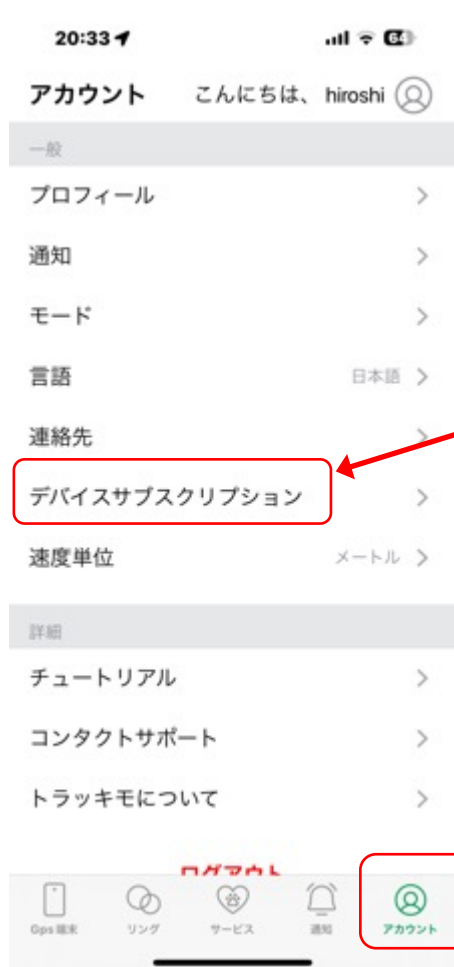 20:33
64
アカウント こんにちは、 hiroshi
一般
プロフィール
通知
モード
言語 日本語
連絡先
デバイスサブスクリプション
速度単位 メートル
詳細
チュートリアル
コンタクトサポート
トラッキモについて
ログアウト
Gps 端末 リング サービス 通知 アカウント